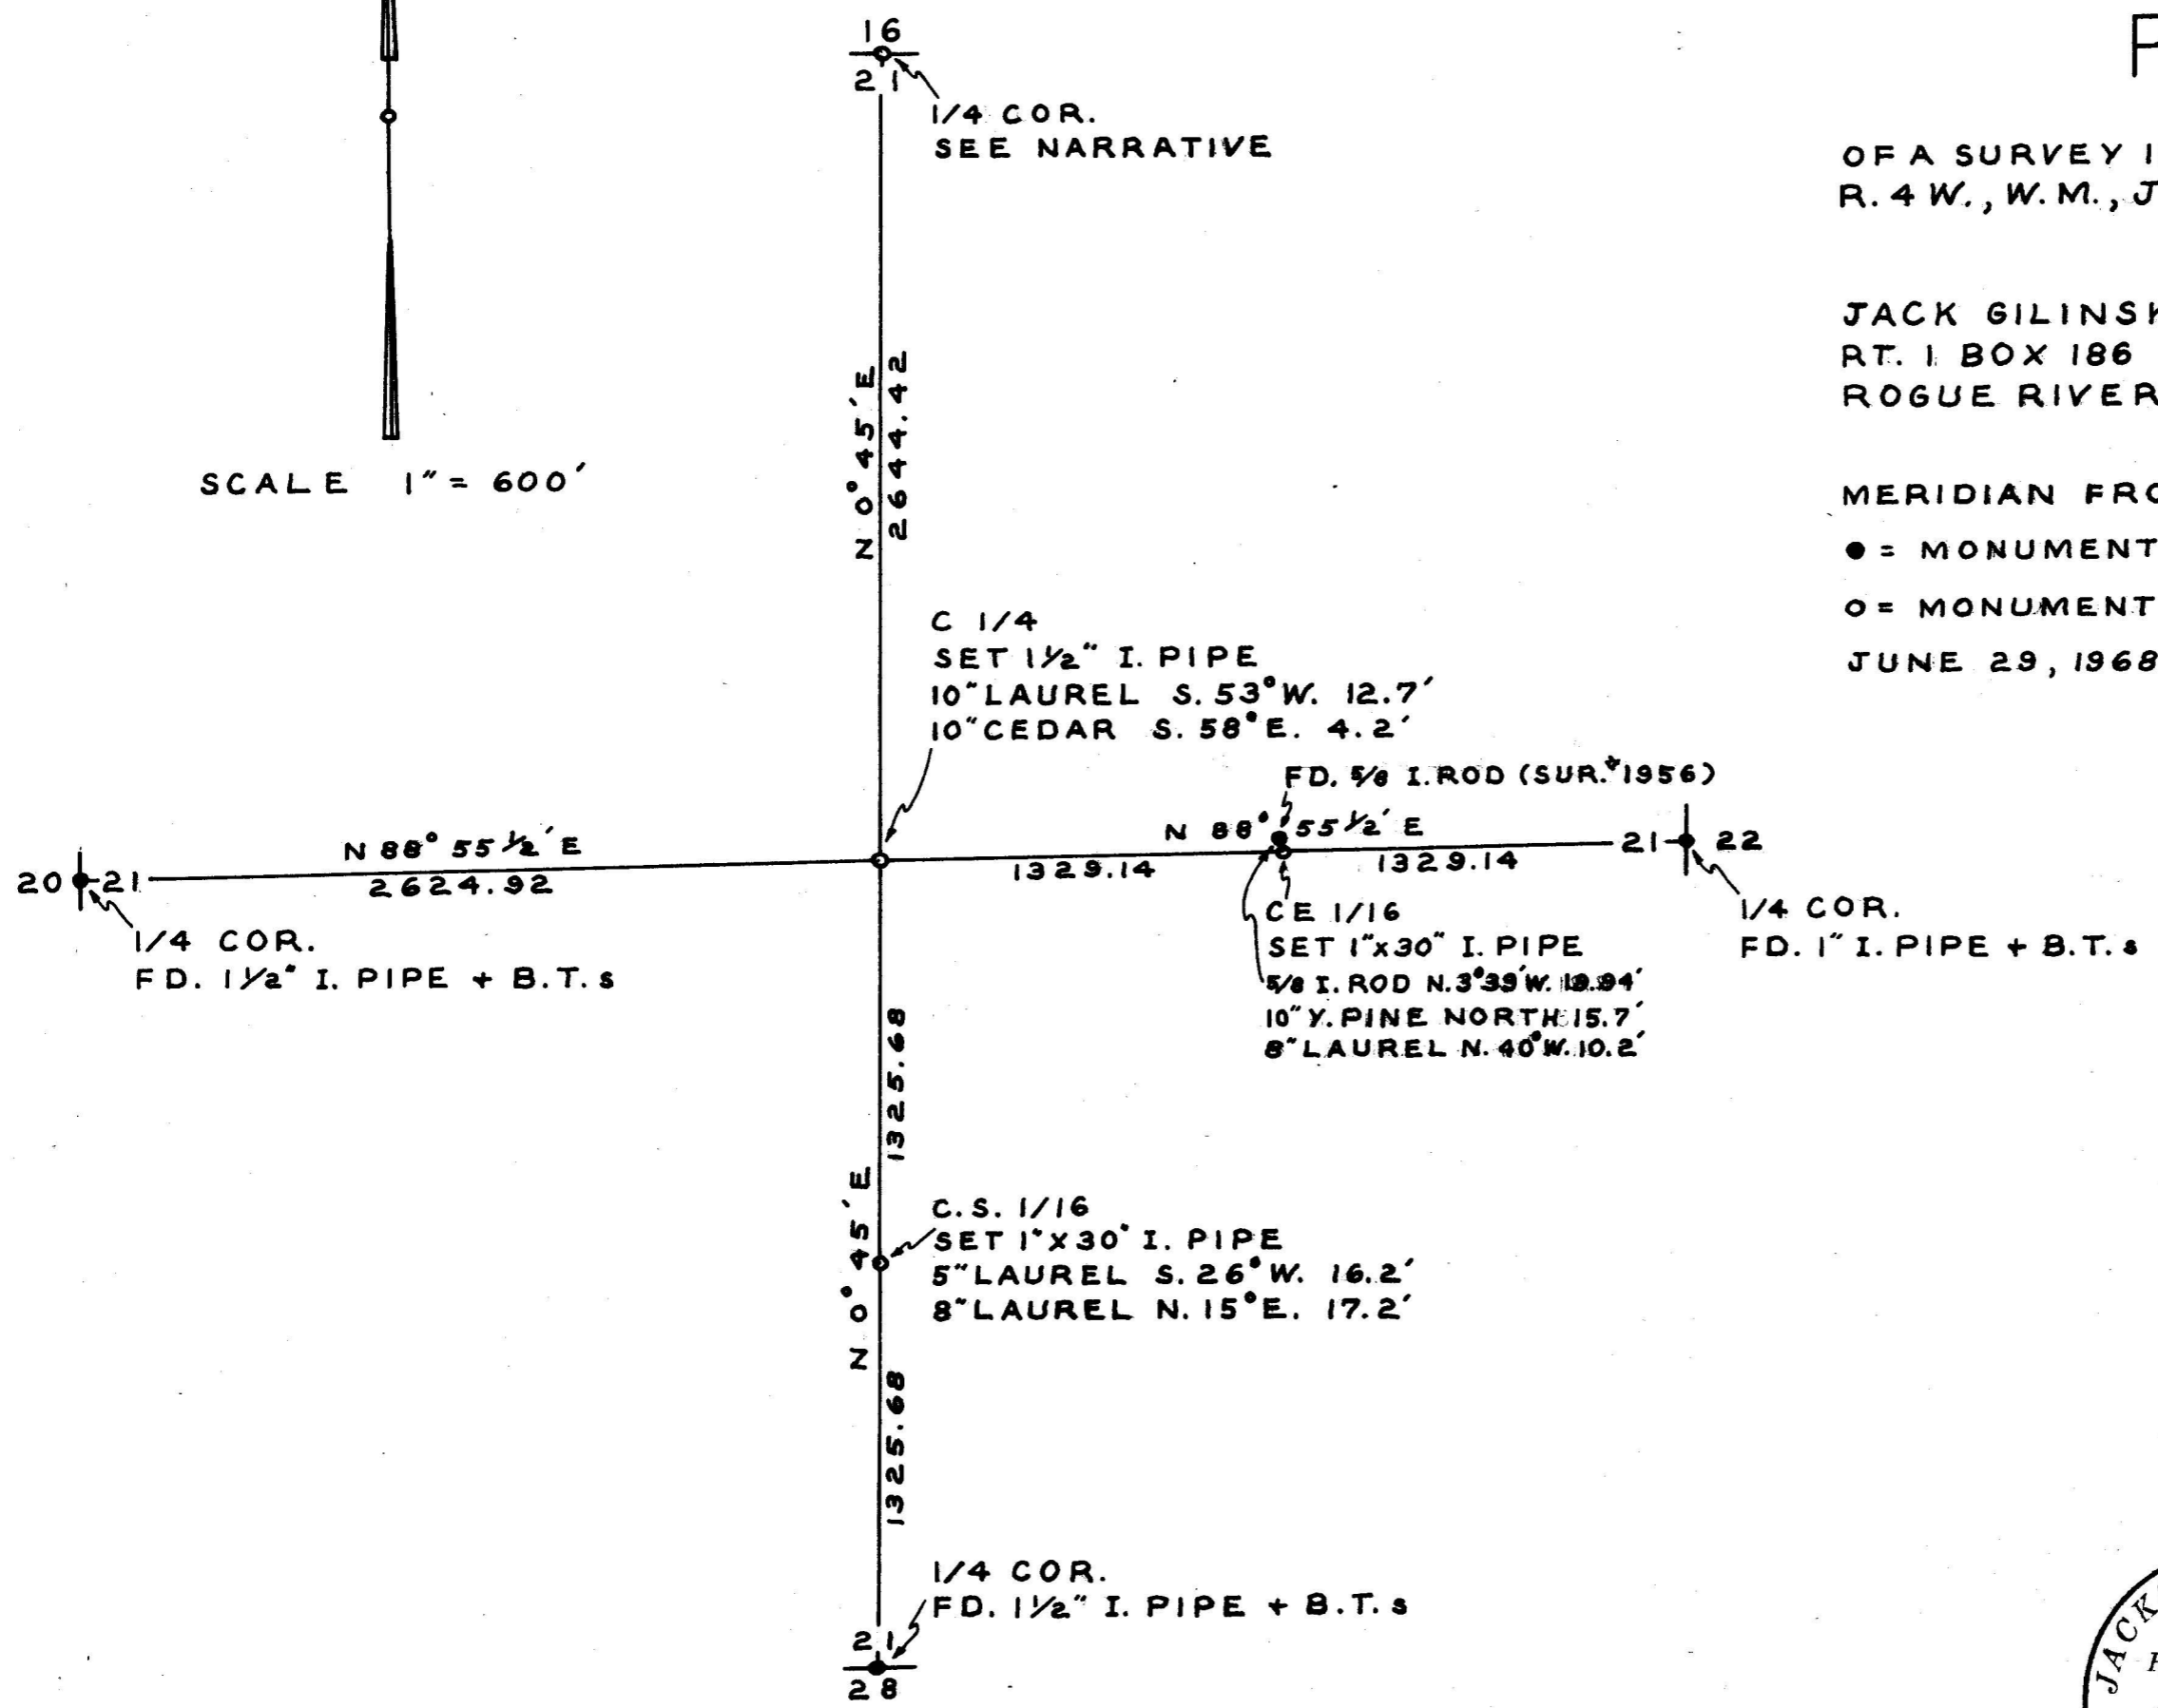 16
21
1/4 COR.
SEE NARRATIVE
OF A SURVEY
R. 4 W., W. M.,
JACK
RT. 1 BOX 186
ROGUE RIVER
MERIDIAN
● = MONUMENT
o = MONUMENT
JUNE 29, 1968
SCALE 1" = 600'
N 0° 45' E
2644.42
C 1/4
SET 1½" I. PIPE
10" LAUREL S. 53° W. 12.7'
10" CEDAR S. 58° E. 4.2'
FD. 5/8 I. ROD (SUR. # 1956)
N 88° 55 ½' E
2624.92
N 88° 55 ½' E
1329.14
1329.14
20 21
21 22
1/4 COR.
FD. 1½" I. PIPE + B.T.s
CE 1/16
SET 1" x 30" I. PIPE
5/8 I. ROD N. 3° 39' W.
10" Y. PINE NORTH 15.7'
8" LAUREL N. 40° W. 10.2'
1/4 COR.
FD. 1" I. PIPE + B.T.s
1325.68
N 0° 45' E
C.S. 1/16
SET 1" X 30" I. PIPE
5" LAUREL S. 26° W. 16.2'
8" LAUREL N. 15° E. 17.2'
1325.68
1/4 COR.
FD. 1½" I. PIPE + B.T.s
21
28